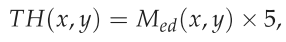 TH(x, y) = M_{ed}(x, y) × 5,